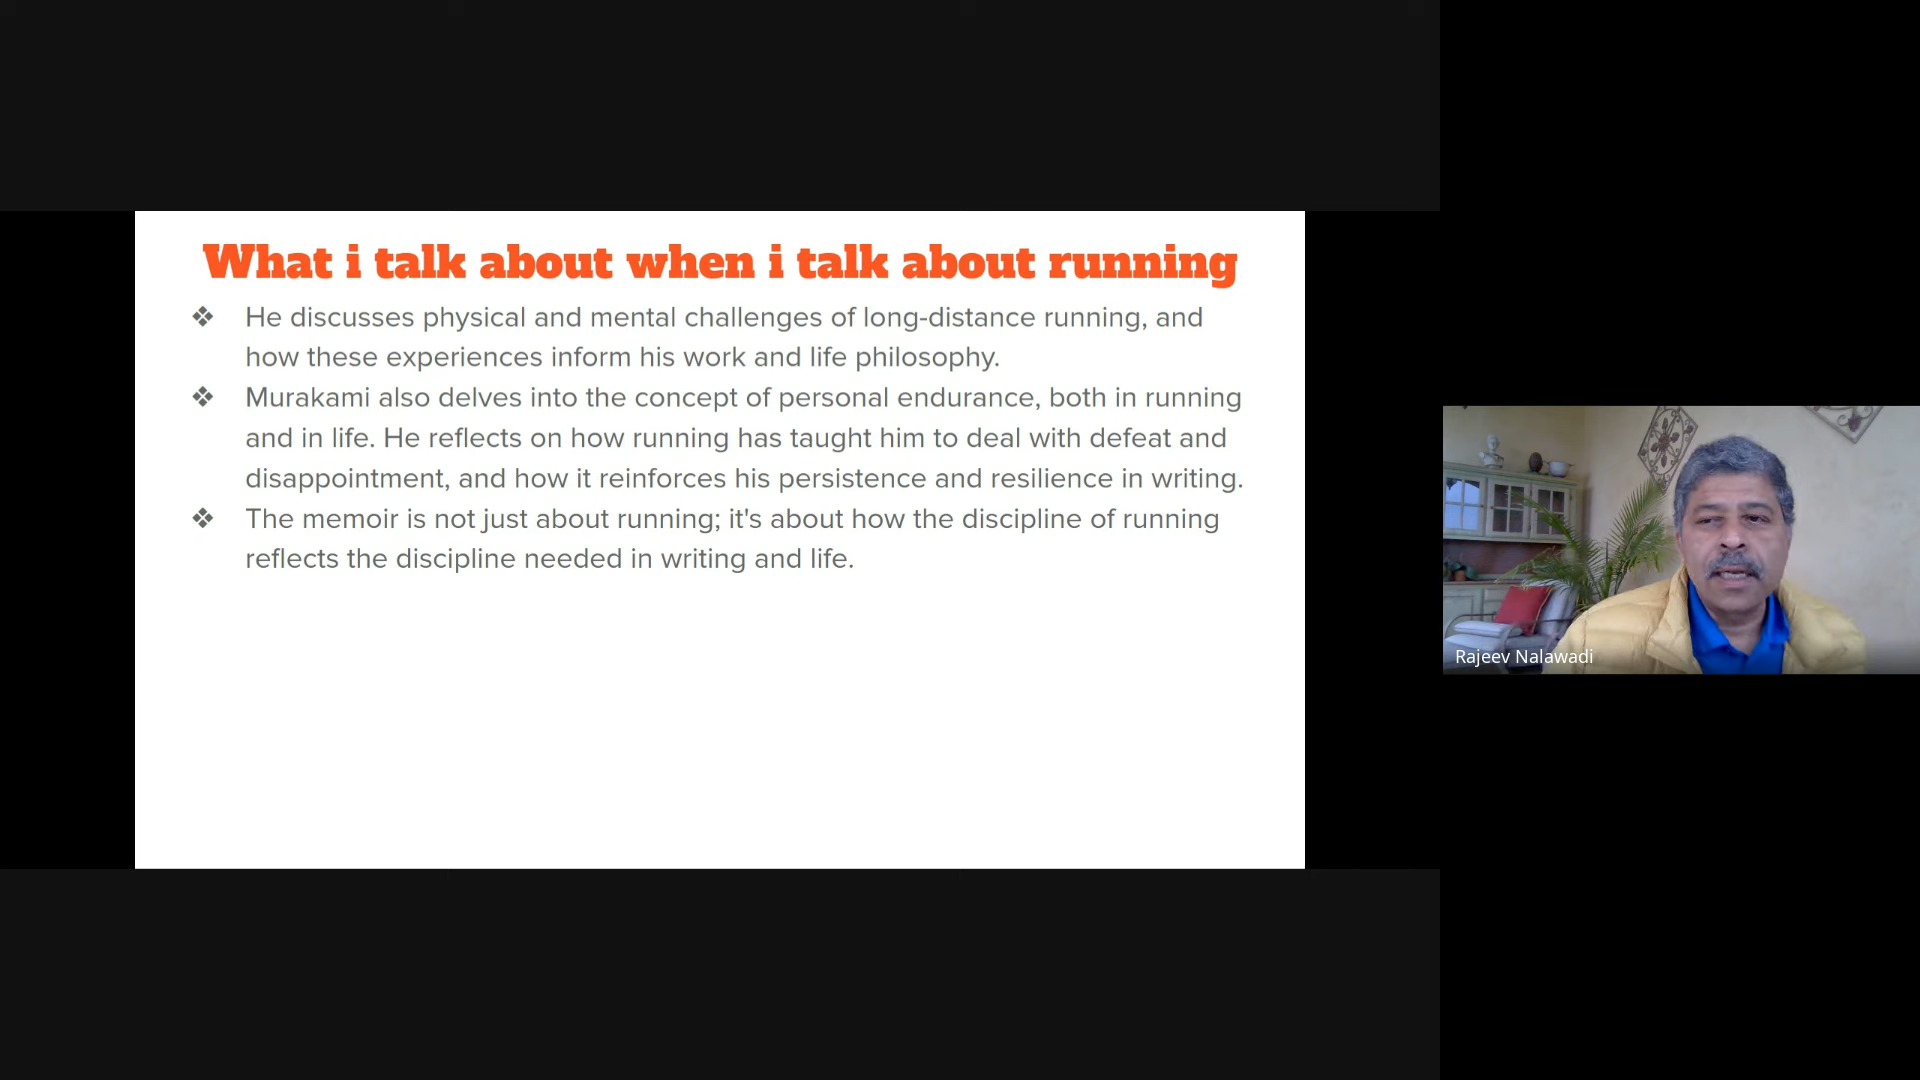 What i talk about when i talk about running
❖ He discusses physical and mental challenges of long-distance running, and
how these experiences inform his work and life philosophy.
❖ Murakami also delves into the concept of personal endurance, both in running
and in life. He reflects on how running has taught him to deal with defeat and
disappointment, and how it reinforces his persistence and resilience in writing.
❖ The memoir is not just about running; it's about how the discipline of running
reflects the discipline needed in writing and life.
Rajeev Nalawadi